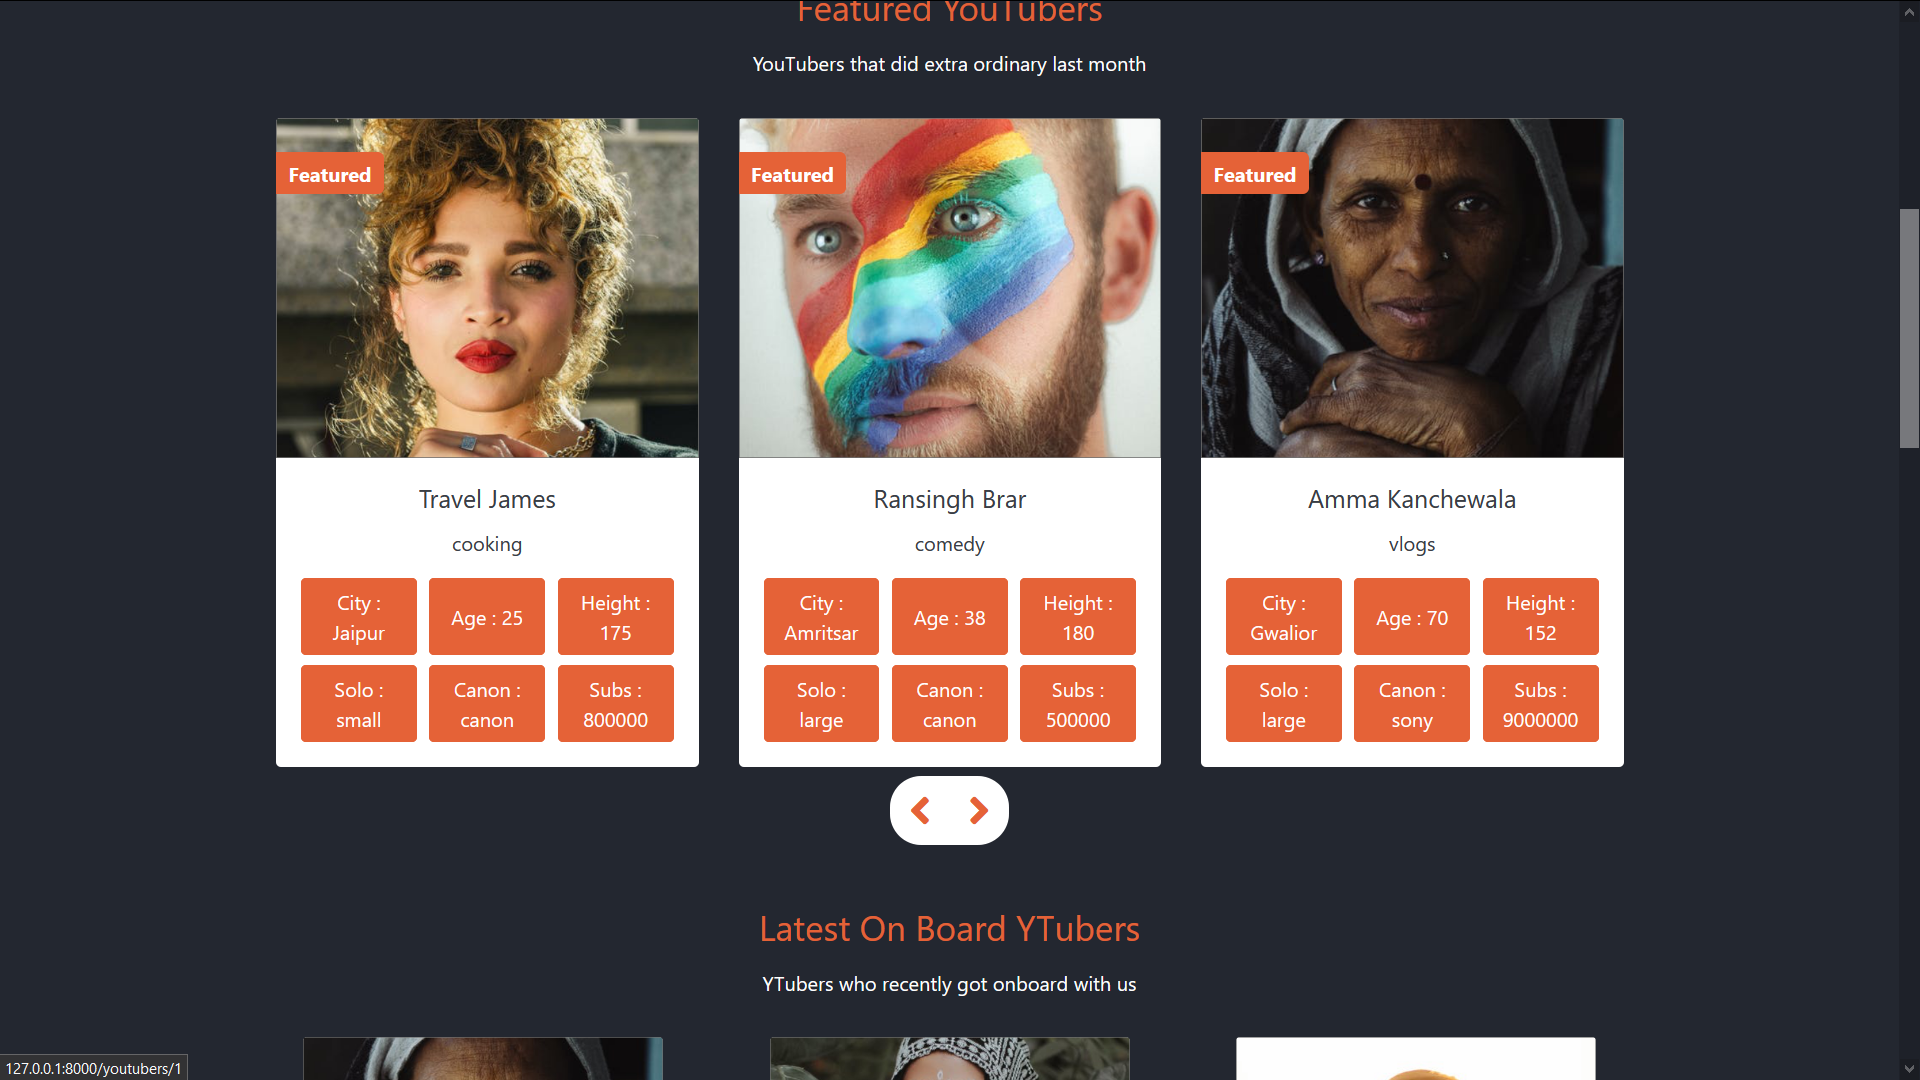 Featured YouTubers
YouTubers that did extra ordinary last month
Featured
Featured
Featured
Travel James
cooking
City :
Jaipur
Age : 25
Height :
175
Solo :
small
Canon :
canon
Subs :
800000
Ransingh Brar
comedy
City :
Amritsar
Age : 38
Height :
180
Solo :
large
Canon :
canon
Subs :
500000
Amma Kanchewala
vlogs
City :
Gwalior
Age : 70
Height :
152
Solo :
large
Canon :
sony
Subs :
9000000
Latest On Board YTubers
YTubers who recently got onboard with us
127.0.0.1:8000/youtubers/1